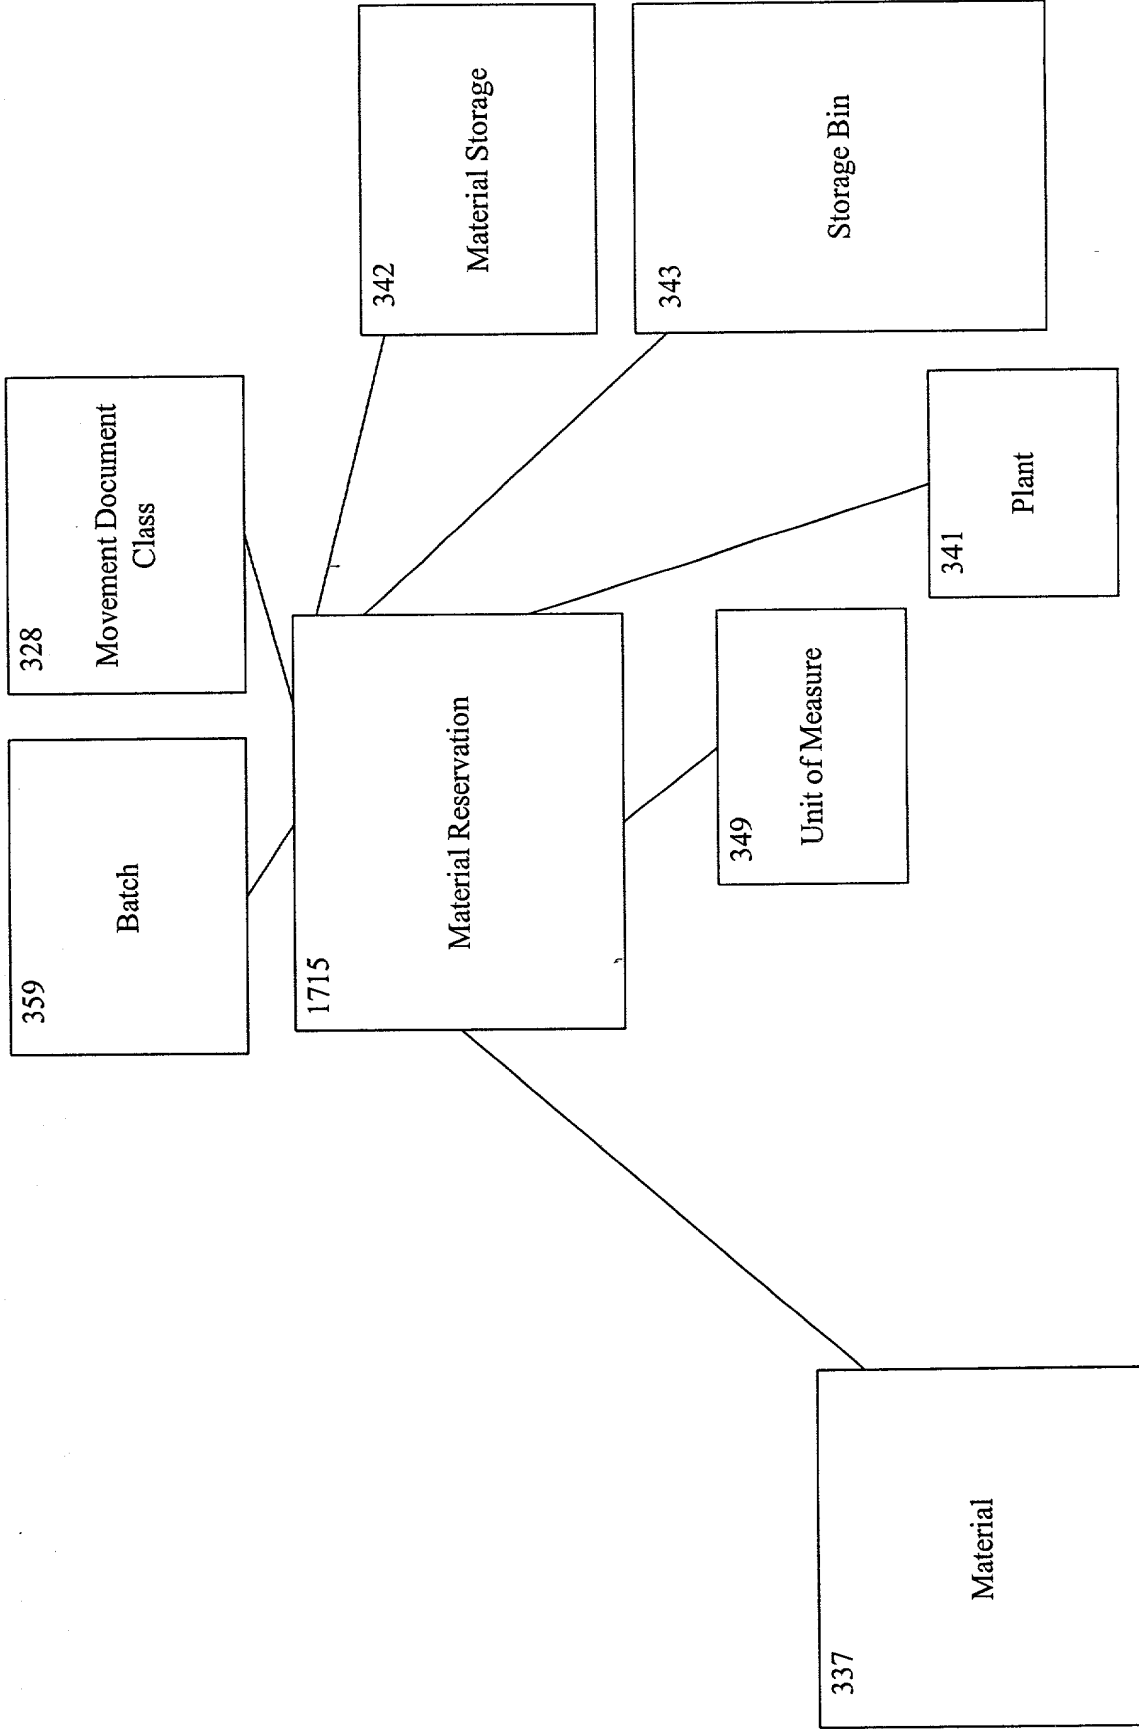 359
Batch
328
Movement Document
Class
342
Material Storage
1715
Material Reservation
343
Storage Bin
349
Unit of Measure
341
Plant
337
Material